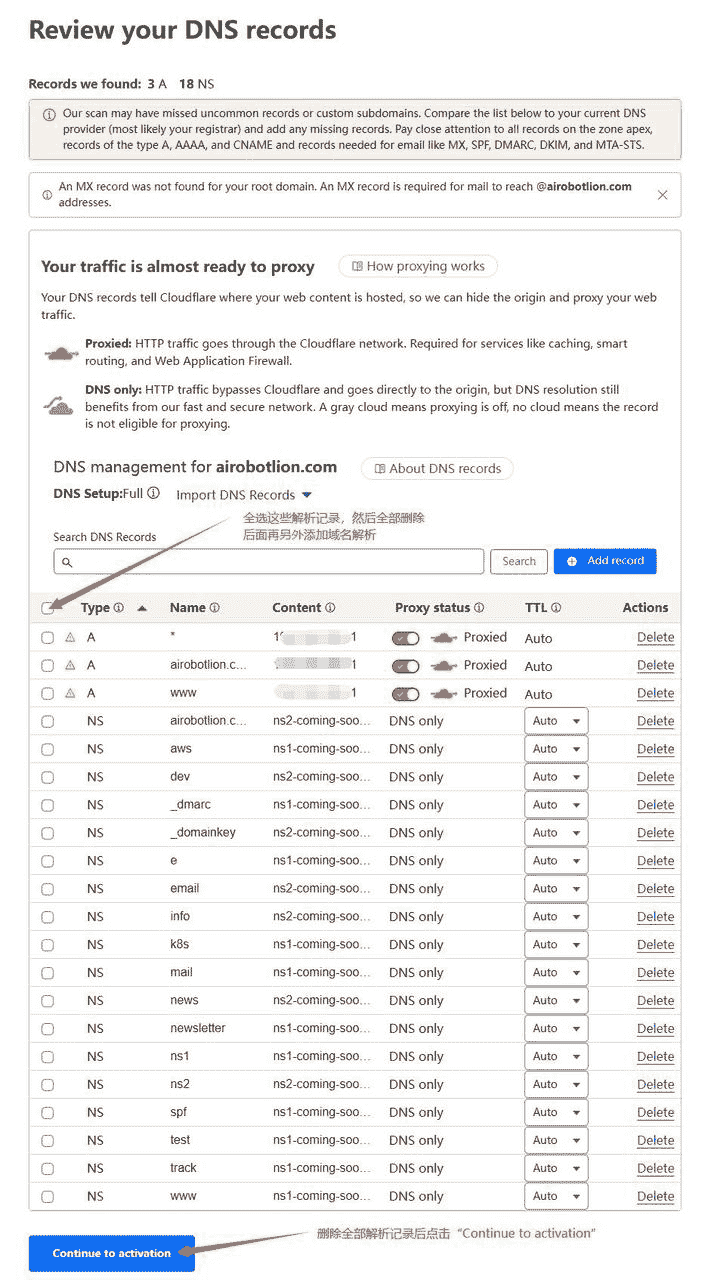 Review your DNS records
Records we found: 3 A 18 NS
Our scan may have missed uncommon records or custom subdomains. Compare the list below to your current DNS
provider (most likely your registrar) and add any missing records. Pay close attention to all records on the zone apex,
records of the type A, AAAA, and CNAME and records needed for email like MX, SPF, DMARC, DKIM, and MTA-STS.
An MX record was not found for your root domain. An MX record is required for mail to reach @airobotlion.com
addresses.
Your traffic is almost ready to proxy How proxying works
Your DNS records tell Cloudflare where your web content is hosted, so we can hide the origin and proxy your web
traffic.
Proxied: HTTP traffic goes through the Cloudflare network. Required for services like caching, smart
routing, and Web Application Firewall.
DNS only: HTTP traffic bypasses Cloudflare and goes directly to the origin, but DNS resolution still
benefits from our fast and secure network. A gray cloud means proxying is off, no cloud means the record
is not eligible for proxying.
DNS management for airobotlion.com About DNS records
DNS Setup:Full Import DNS Records
全选这些解析记录，然后全部删除
后面再另外添加域名解析
Search DNS Records
Search Add record
Type Name Content Proxy status TTL Actions
A * 1 Proxied Auto Delete
A airobotlion.c... 1 Proxied Auto Delete
A www 1 Proxied Auto Delete
NS airobotlion.c... ns2-coming-soo... DNS only Auto Delete
NS aws ns1-coming-soo... DNS only Auto Delete
NS dev ns2-coming-soo... DNS only Auto Delete
NS _dmarc ns1-coming-soo... DNS only Auto Delete
NS _domainkey ns2-coming-soo... DNS only Auto Delete
NS e ns1-coming-soo... DNS only Auto Delete
NS email ns2-coming-soo... DNS only Auto Delete
NS info ns2-coming-soo... DNS only Auto Delete
NS k8s ns1-coming-soo... DNS only Auto Delete
NS mail ns1-coming-soo... DNS only Auto Delete
NS news ns2-coming-soo... DNS only Auto Delete
NS newsletter ns1-coming-soo... DNS only Auto Delete
NS ns1 ns1-coming-soo... DNS only Auto Delete
NS ns2 ns2-coming-soo... DNS only Auto Delete
NS spf ns1-coming-soo... DNS only Auto Delete
NS test ns1-coming-soo... DNS only Auto Delete
NS track ns1-coming-soo... DNS only Auto Delete
NS www ns1-coming-soo... DNS only Auto Delete
删除全部解析记录后点击“Continue to activation”
Continue to activation